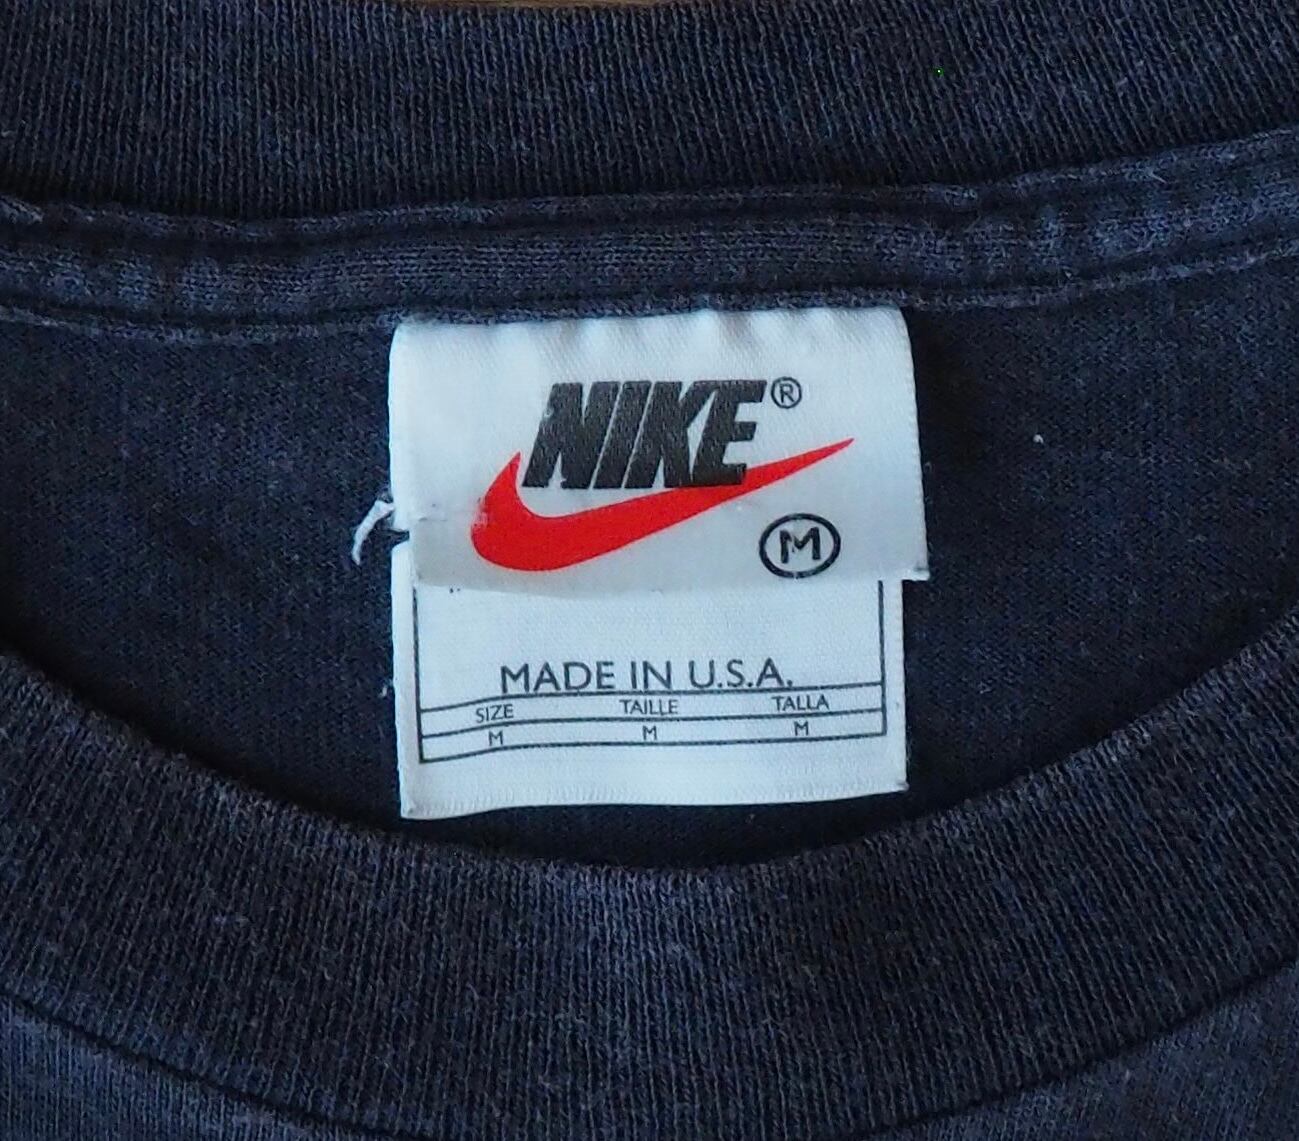 NIKE®
M
MADE IN U.S.A.
SIZE TAILLE TALLA
M M M